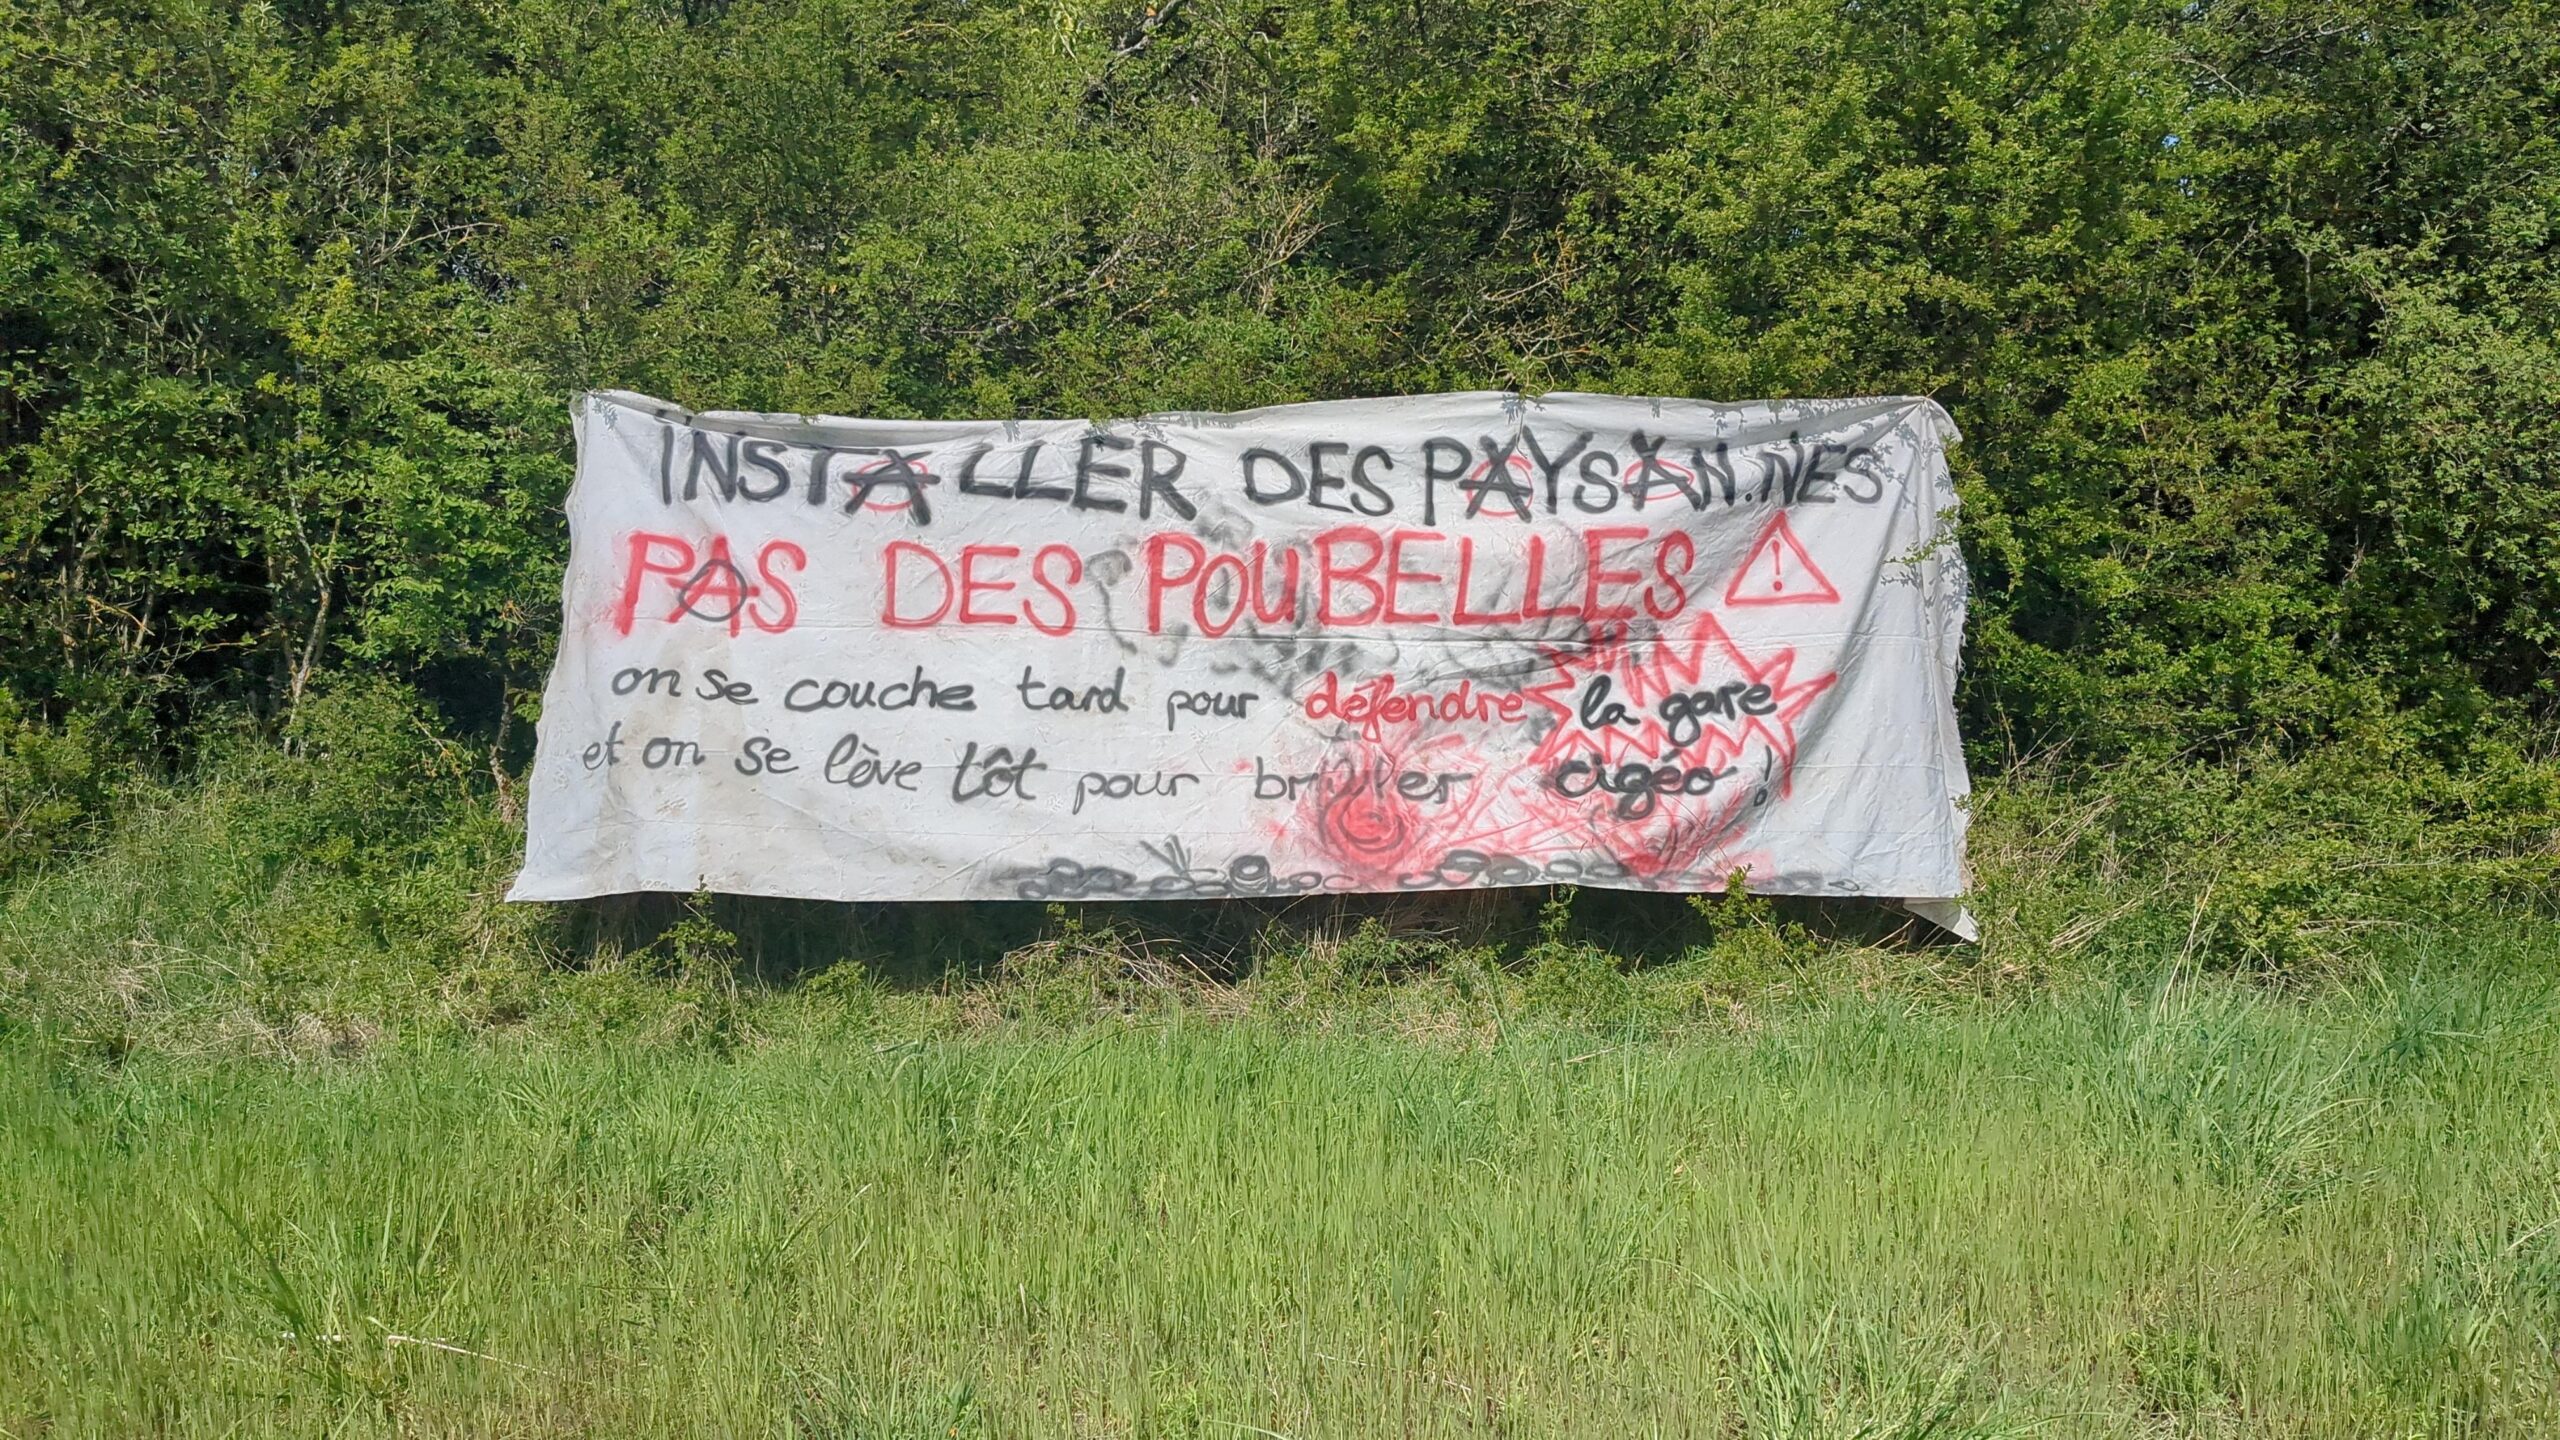 INSTALLER DES PAYSAN.NES
PAS DES POUBELLES !
on se couche tard pour défendre la gare
et on se lève tôt pour brûler cigéo !